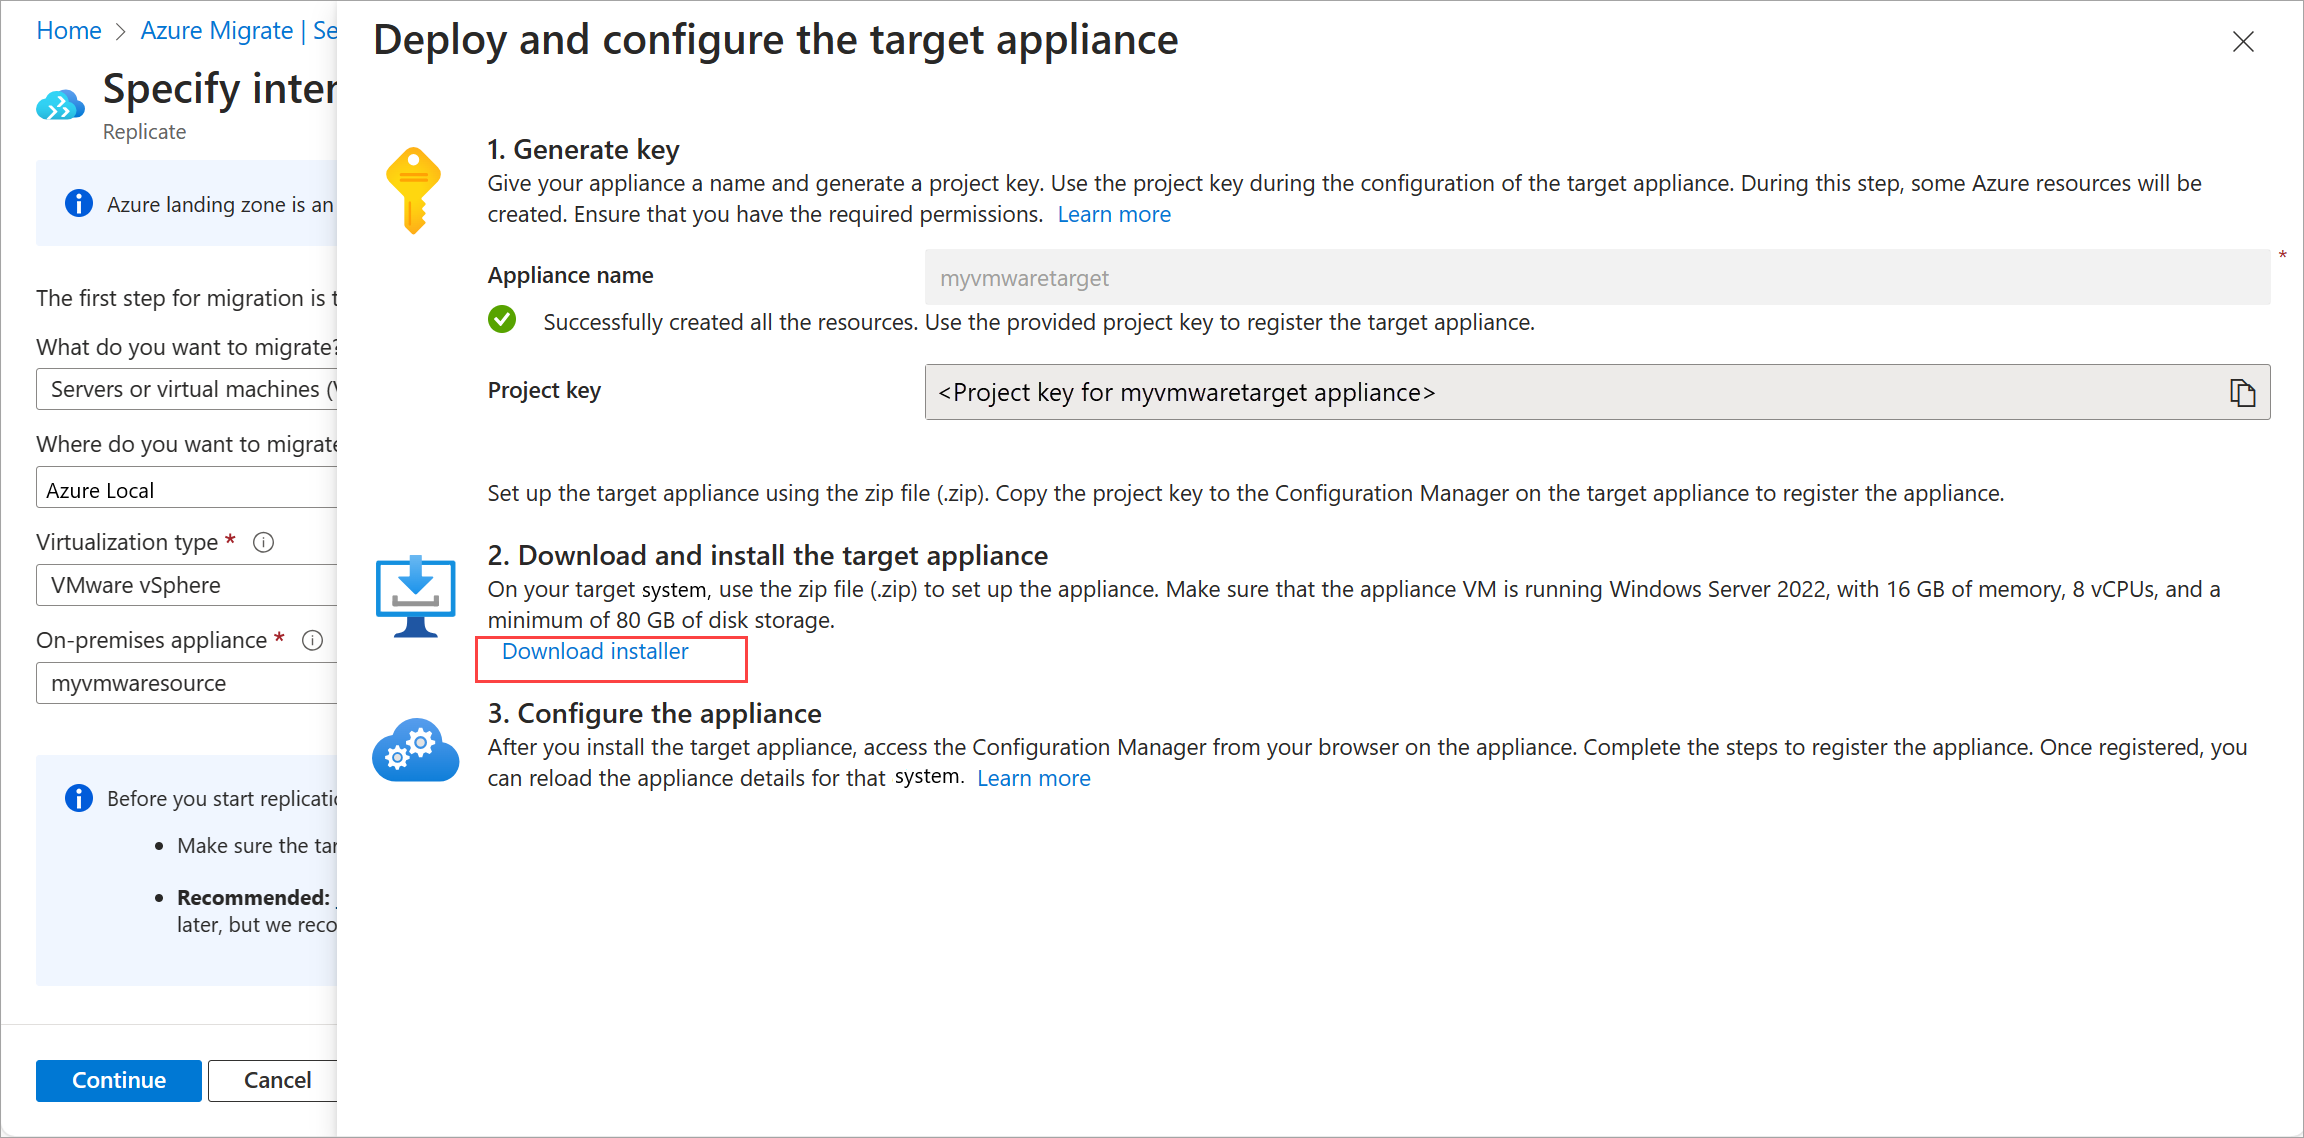 Home > Azure Migrate | Se
Specify inter
Replicate
Azure landing zone is an
The first step for migration is t
What do you want to migrate?
Servers or virtual machines (V
Where do you want to migrate
Azure Local
Virtualization type *
VMware vSphere
On-premises appliance *
myvmwaresource
Before you start replicatio
• Make sure the tar
• Recommended:
later, but we reco
Continue
Cancel
Deploy and configure the target appliance
1. Generate key
Give your appliance a name and generate a project key. Use the project key during the configuration of the target appliance. During this step, some Azure resources will be
created. Ensure that you have the required permissions. Learn more
Appliance name
myvmwaretarget
*
Successfully created all the resources. Use the provided project key to register the target appliance.
Project key
<Project key for myvmwaretarget appliance>
Set up the target appliance using the zip file (.zip). Copy the project key to the Configuration Manager on the target appliance to register the appliance.
2. Download and install the target appliance
On your target system, use the zip file (.zip) to set up the appliance. Make sure that the appliance VM is running Windows Server 2022, with 16 GB of memory, 8 vCPUs, and a
minimum of 80 GB of disk storage.
Download installer
3. Configure the appliance
After you install the target appliance, access the Configuration Manager from your browser on the appliance. Complete the steps to register the appliance. Once registered, you
can reload the appliance details for that system. Learn more